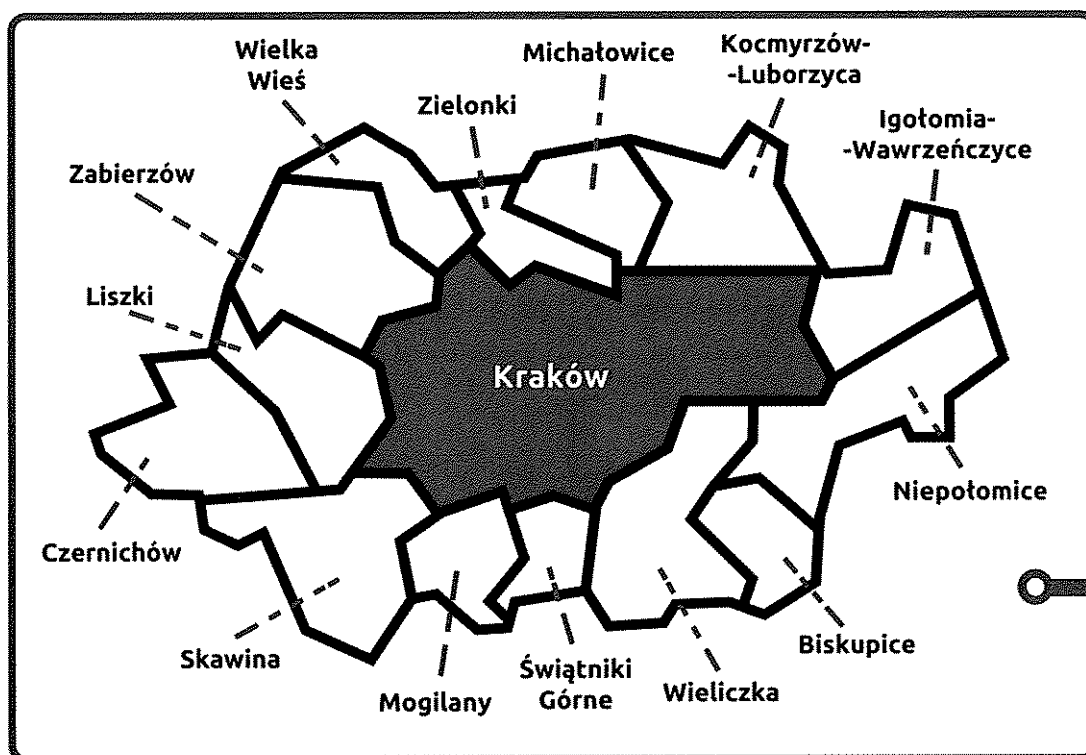 Wielka
Wieś
Michałowice
Kocmyrzów-
-Luborzyca
Zielonki
Igołomia-
-Wawrzeńczyce
Zabierzów
Liszki
Kraków
Niepołomice
Czernichów
Skawina
Mogilany
Świątniki
Górne
Wieliczka
Biskupice